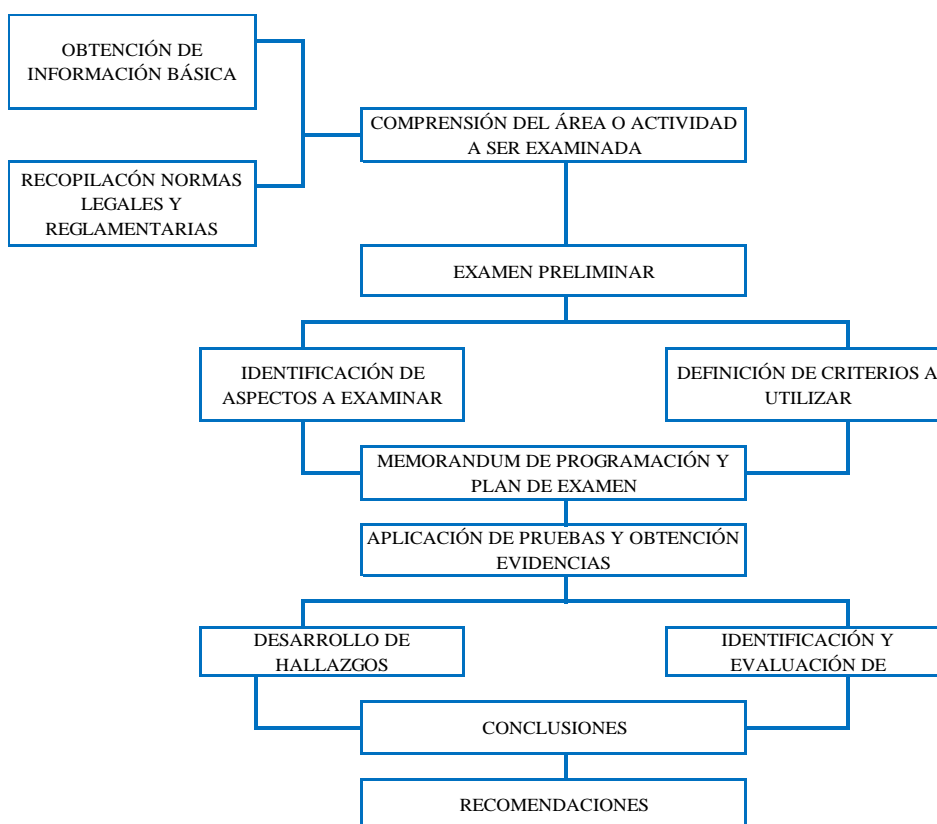 OBTENCIÓN DE
INFORMACIÓN BÁSICA
COMPRENSIÓN DEL ÁREA O ACTIVIDAD
A SER EXAMINADA
RECOPILACÓN NORMAS
LEGALES Y
REGLAMENTARIAS
EXAMEN PRELIMINAR
IDENTIFICACIÓN DE
ASPECTOS A EXAMINAR
DEFINICIÓN DE CRITERIOS A
UTILIZAR
MEMORANDUM DE PROGRAMACIÓN Y
PLAN DE EXAMEN
APLICACIÓN DE PRUEBAS Y OBTENCIÓN
EVIDENCIAS
DESARROLLO DE
HALLAZGOS
IDENTIFICACIÓN Y
EVALUACIÓN DE
CONCLUSIONES
RECOMENDACIONES